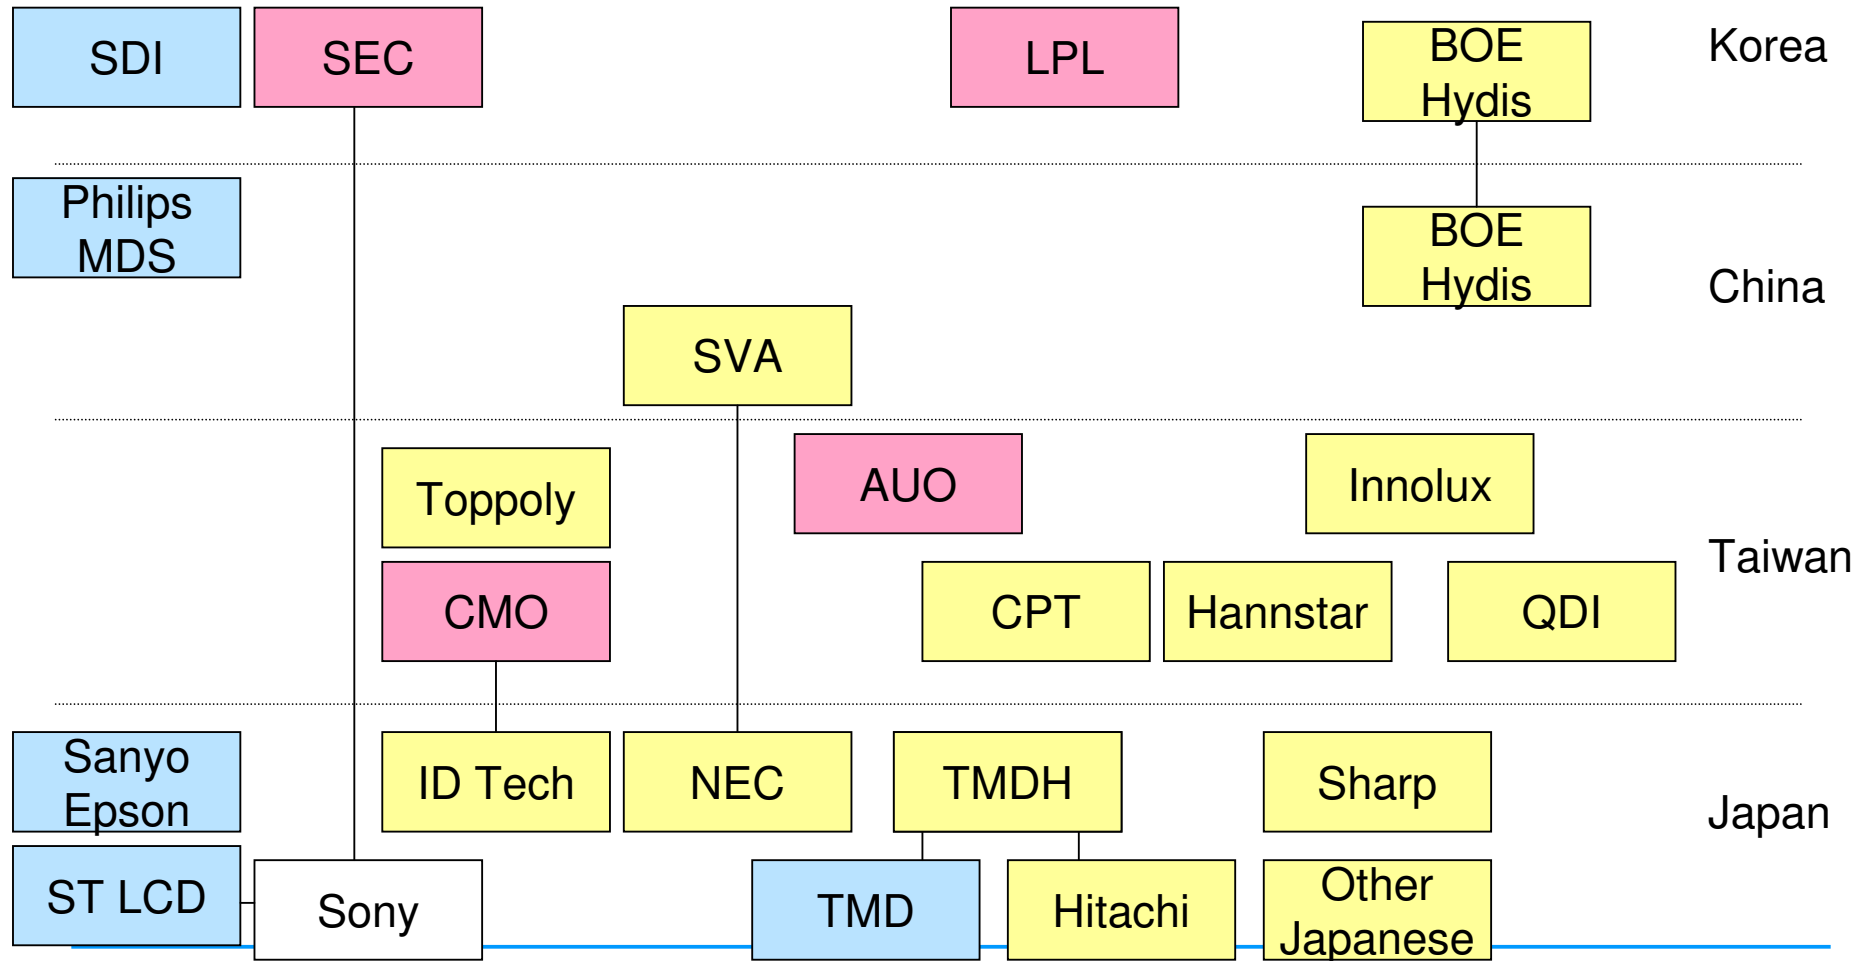 SDI
SEC
LPL
BOE
Hydis
Korea
Philips
MDS
BOE
Hydis
China
SVA
Toppoly
AUO
Innolux
Taiwan
CMO
CPT
Hannstar
QDI
Sanyo
Epson
ID Tech
NEC
TMDH
Sharp
Japan
ST LCD
Sony
TMD
Hitachi
Other
Japanese